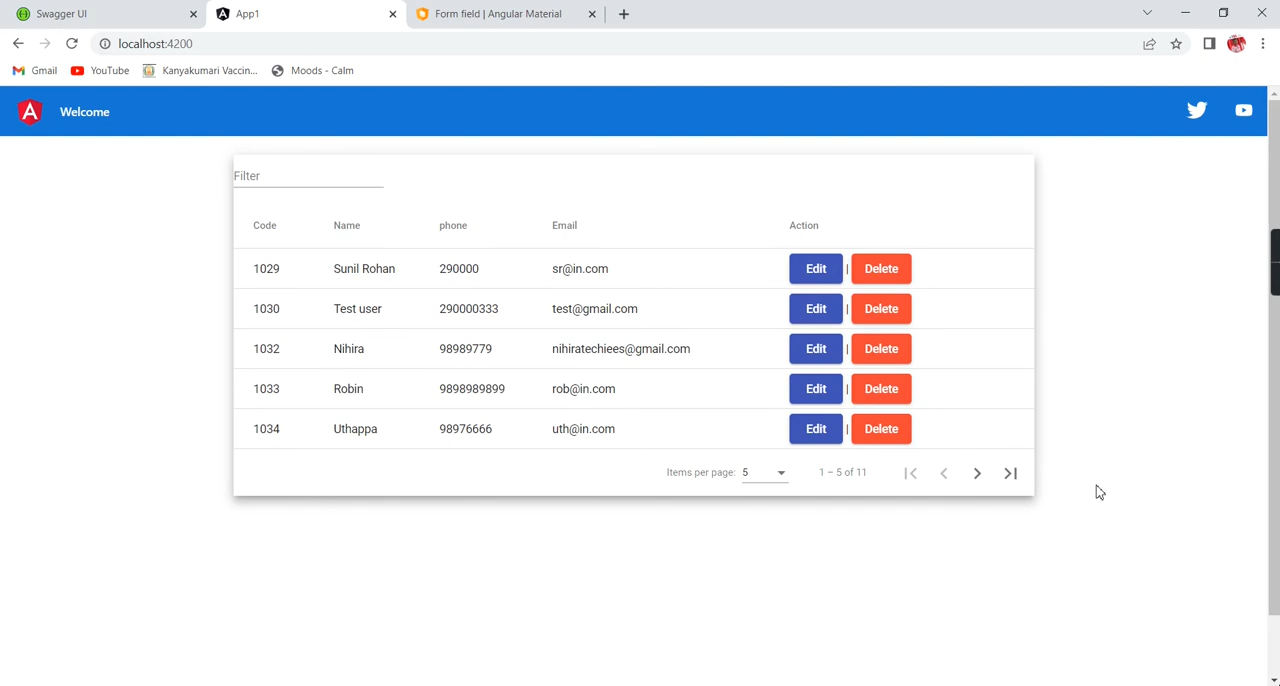 Swagger UI App1 Form field | Angular Material
localhost:4200
Gmail YouTube Kanyakumari Vaccin... Moods - Calm
A Welcome
Filter
Code Name phone Email Action
1029 Sunil Rohan 290000 sr@in.com Edit | Delete
1030 Test user 290000333 test@gmail.com Edit | Delete
1032 Nihira 98989779 nihiratechiees@gmail.com Edit | Delete
1033 Robin 9898989899 rob@in.com Edit | Delete
1034 Uthappa 98976666 uth@in.com Edit | Delete
Items per page: 5 1 – 5 of 11